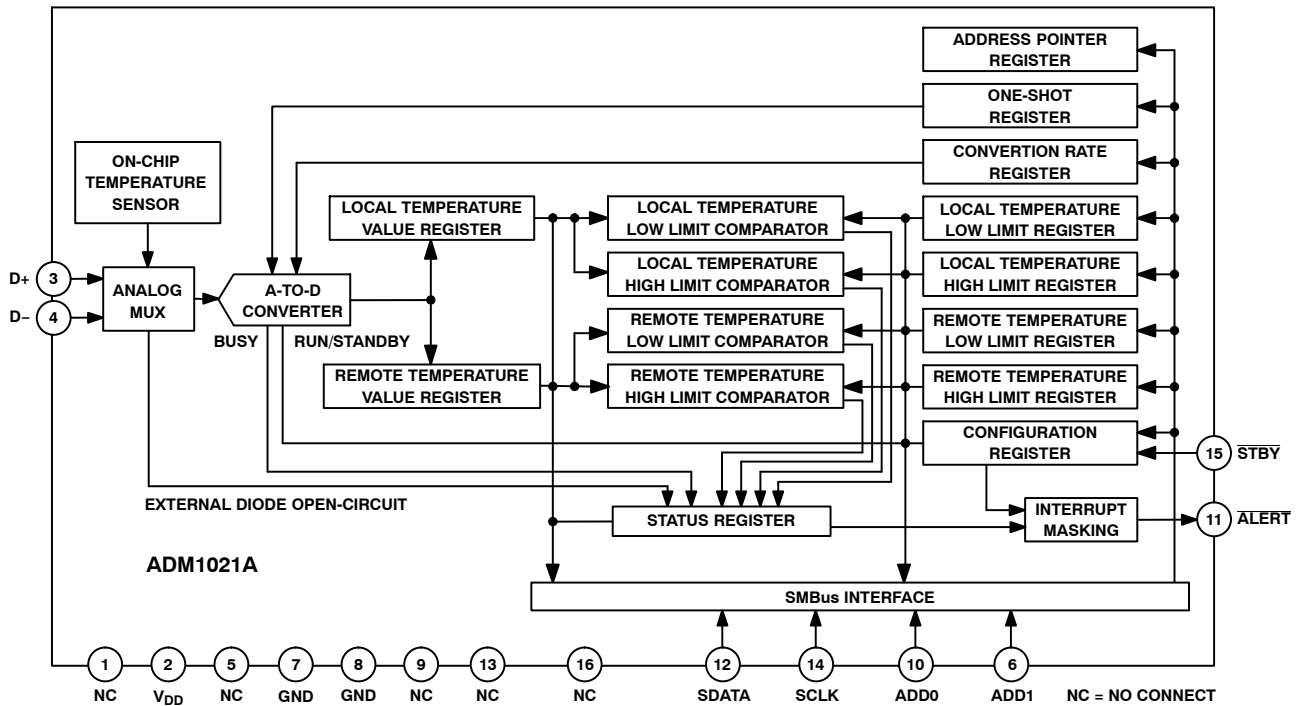 ADDRESS POINTER
REGISTER
ONE-SHOT
REGISTER
ON-CHIP
TEMPERATURE
SENSOR
CONVERTION RATE
REGISTER
LOCAL TEMPERATURE
VALUE REGISTER
LOCAL TEMPERATURE
LOW LIMIT COMPARATOR
LOCAL TEMPERATURE
LOW LIMIT REGISTER
D+
3
D−
4
ANALOG
MUX
A-TO-D
CONVERTER
LOCAL TEMPERATURE
HIGH LIMIT COMPARATOR
LOCAL TEMPERATURE
HIGH LIMIT REGISTER
BUSY
RUN/STANDBY
REMOTE TEMPERATURE
LOW LIMIT COMPARATOR
REMOTE TEMPERATURE
LOW LIMIT REGISTER
REMOTE TEMPERATURE
VALUE REGISTER
REMOTE TEMPERATURE
HIGH LIMIT COMPARATOR
REMOTE TEMPERATURE
HIGH LIMIT REGISTER
CONFIGURATION
REGISTER
15
STBY
EXTERNAL DIODE OPEN-CIRCUIT
STATUS REGISTER
INTERRUPT
MASKING
11
ALERT
ADM1021A
SMBus INTERFACE
1
NC
2
VDD
5
NC
7
GND
8
GND
9
NC
13
NC
16
NC
12
SDATA
14
SCLK
10
ADD0
6
ADD1
NC = NO CONNECT